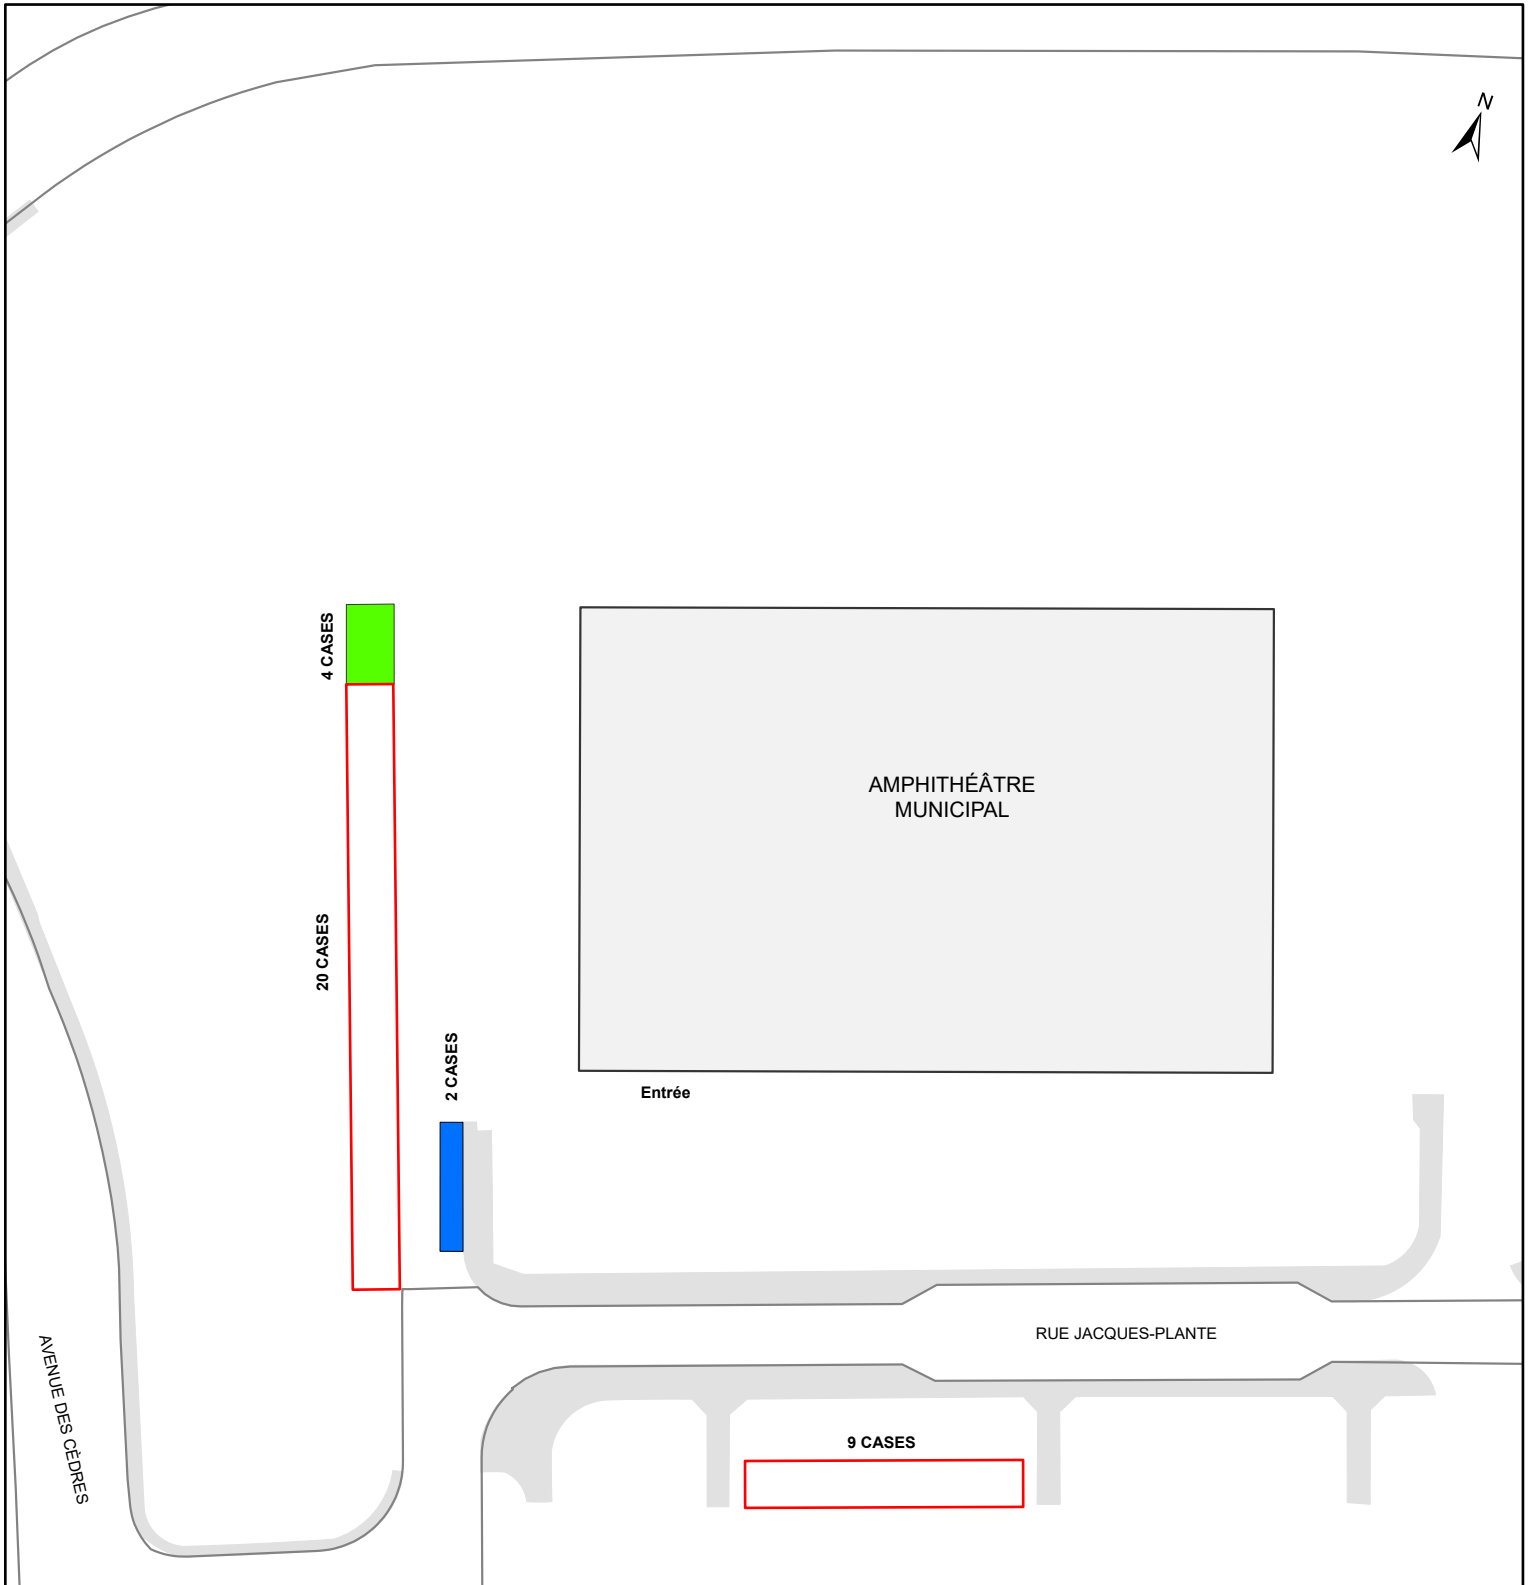 N
4 CASES
AMPHITHÉÂTRE
MUNICIPAL
20 CASES
2 CASES
Entrée
RUE JACQUES-PLANTE
AVENUE DES CÈDRES
9 CASES